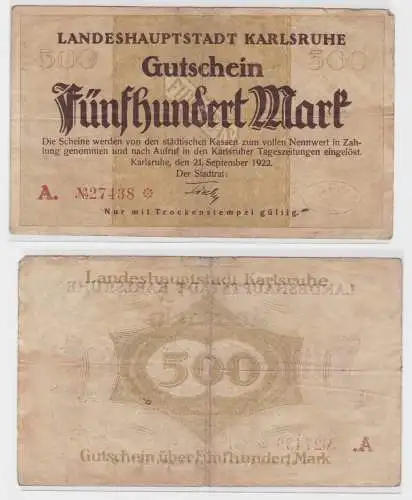 LANDESHAUPTSTADT KARLSRUHE
500 500
Gutschein
Fünfhundert Mark
Die Scheine werden von den städtischen Kassen zum vollen Nennwert in Zah-
lung genommen und nach Aufruf in den Karlsruher Tageszeitungen eingelöst.
Karlsruhe, den 21. September 1922.
Der Stadtrat:
A. №27438
Nur mit Trockenstempel gültig.
Landeshauptstadt Karlsruhe
500
Gutschein über Fünfhundert Mark